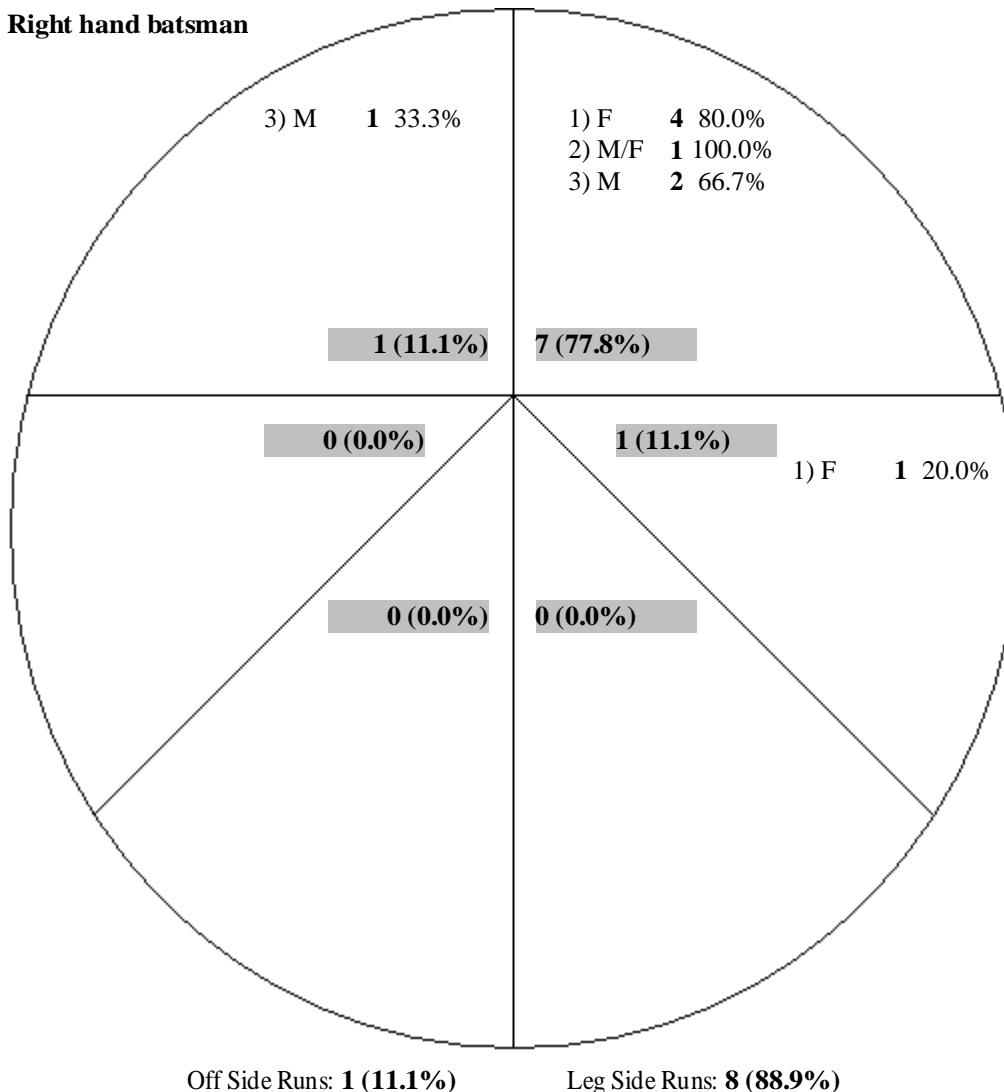 Right hand batsman
3) M 1 33.3%
1) F 4 80.0%
2) M/F 1 100.0%
3) M 2 66.7%
1 (11.1%)
7 (77.8%)
0 (0.0%)
1 (11.1%)
1) F 1 20.0%
0 (0.0%)
0 (0.0%)
Off Side Runs: 1 (11.1%)
Leg Side Runs: 8 (88.9%)